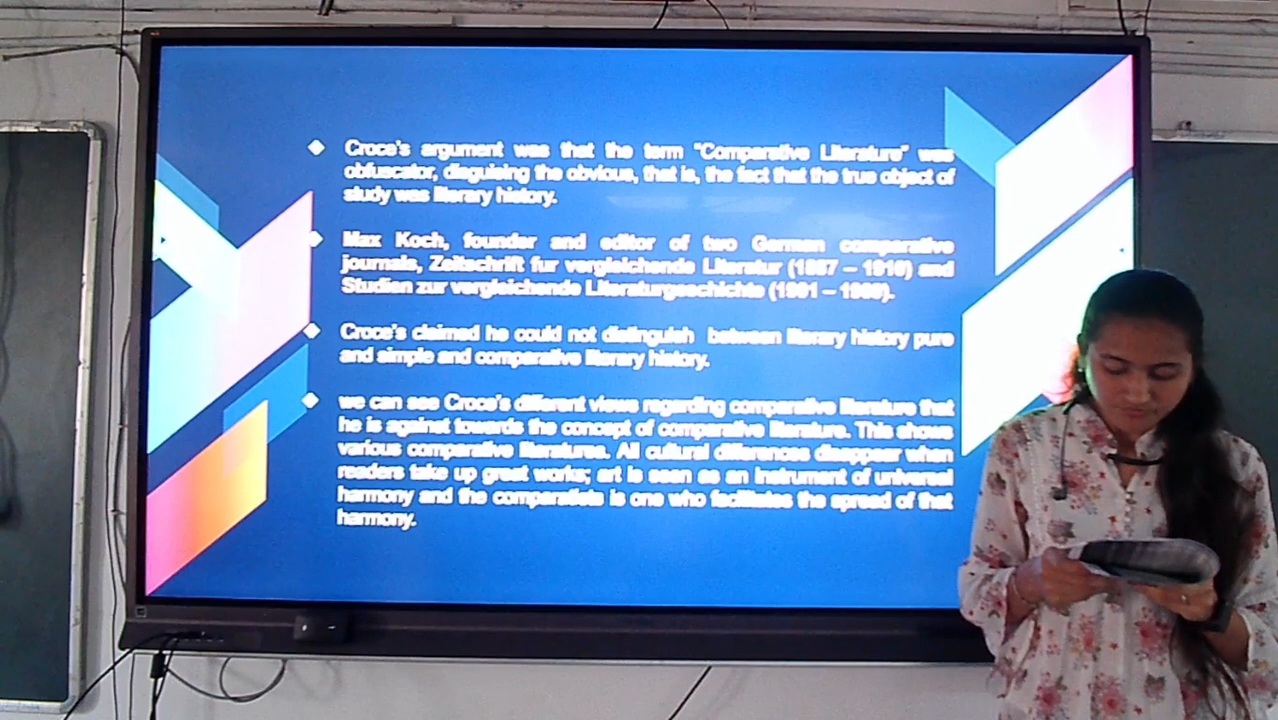 Croce's argument was that the term "Comparative Literature" was
obfuscator, disguising the obvious, that is, the fact that the true object of
study was literary history.
Max Koch, founder and editor of two German comparative
journals, Zeitschrift fur vergleichende Literatur (1887 – 1910) and
Studien zur vergleichende Literaturgeschichte (1901 – 1909).
Croce's claimed he could not distinguish between literary history pure
and simple and comparative literary history.
we can see Croce's different views regarding comparative literature that
he is against towards the concept of comparative literature. This shows
various comparative literatures. All cultural differences disappear when
readers take up great works; art is seen as an instrument of universal
harmony and the comparatists is one who facilitates the spread of that
harmony.